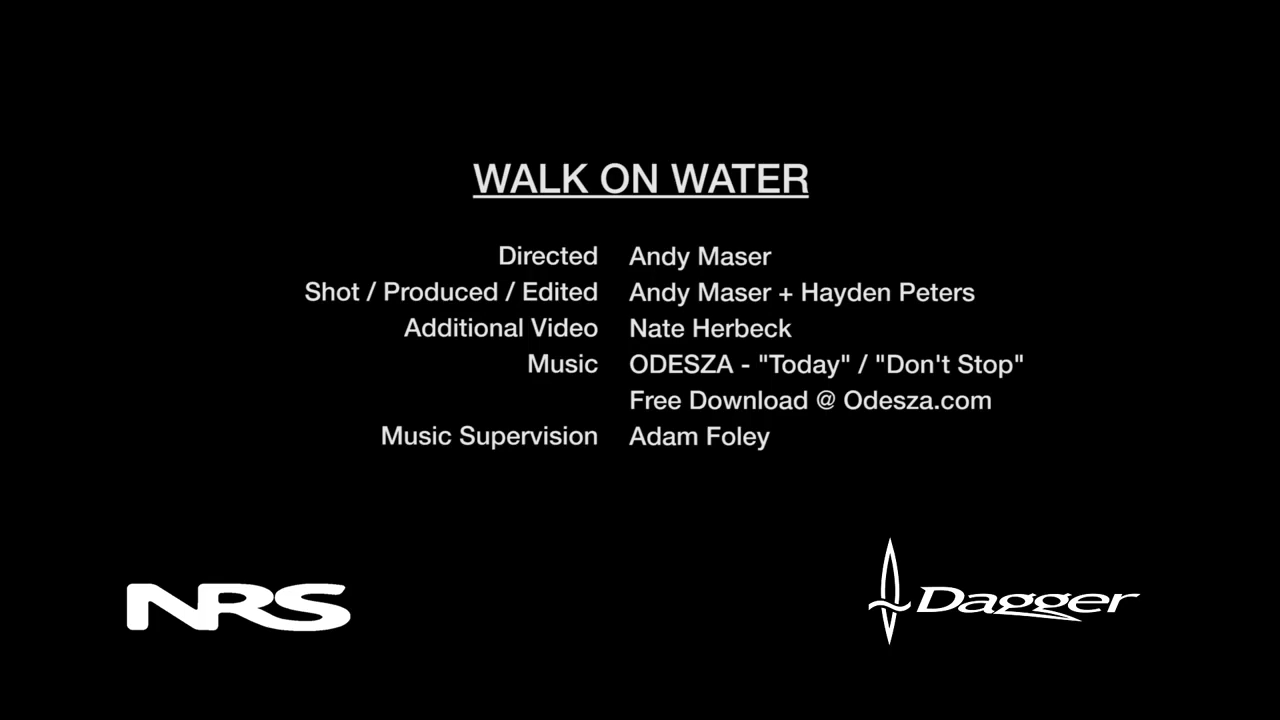 WALK ON WATER
Directed Andy Maser
Shot / Produced / Edited Andy Maser + Hayden Peters
Additional Video Nate Herbeck
Music ODESZA - "Today" / "Don't Stop"
Free Download @ Odesza.com
Music Supervision Adam Foley
NRS
Dagger